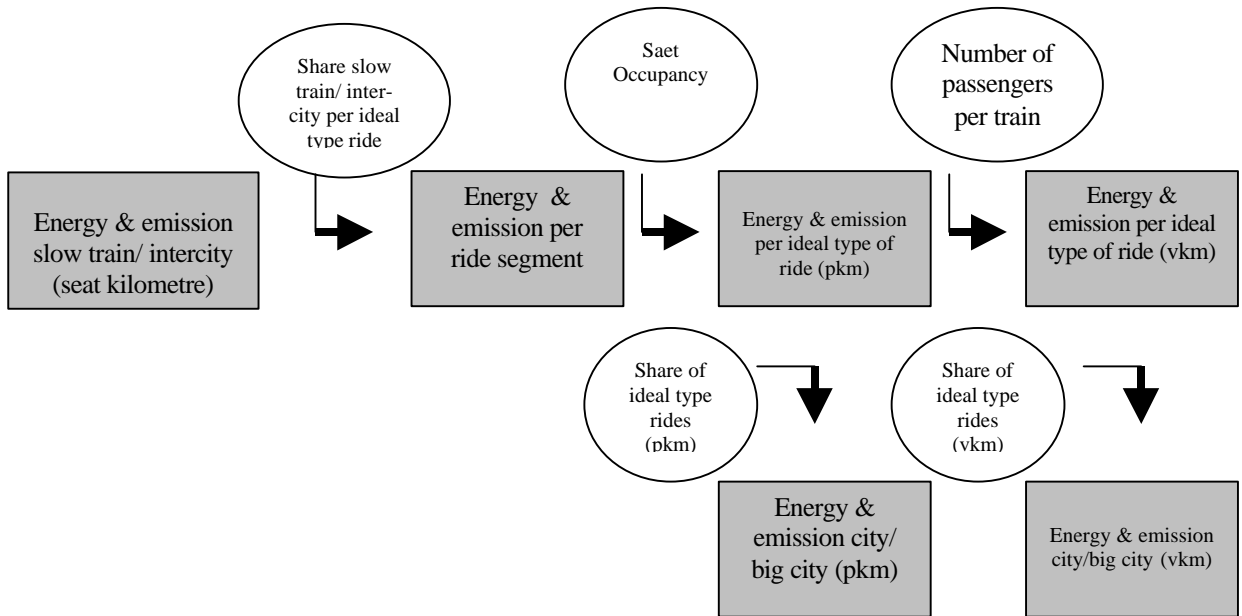 Share slow
train/ inter-
city per ideal
type ride
Saet
Occupancy
Number of
passengers
per train
Energy & emission
slow train/ intercity
(seat kilometre)
Energy &
emission per
ride segment
Energy & emission
per ideal type of
ride (pkm)
Energy &
emission per ideal
type of ride (vkm)
Share of
ideal type
rides
(pkm)
Share of
ideal type
rides
(vkm)
Energy &
emission city/
big city (pkm)
Energy & emission
city/big city (vkm)